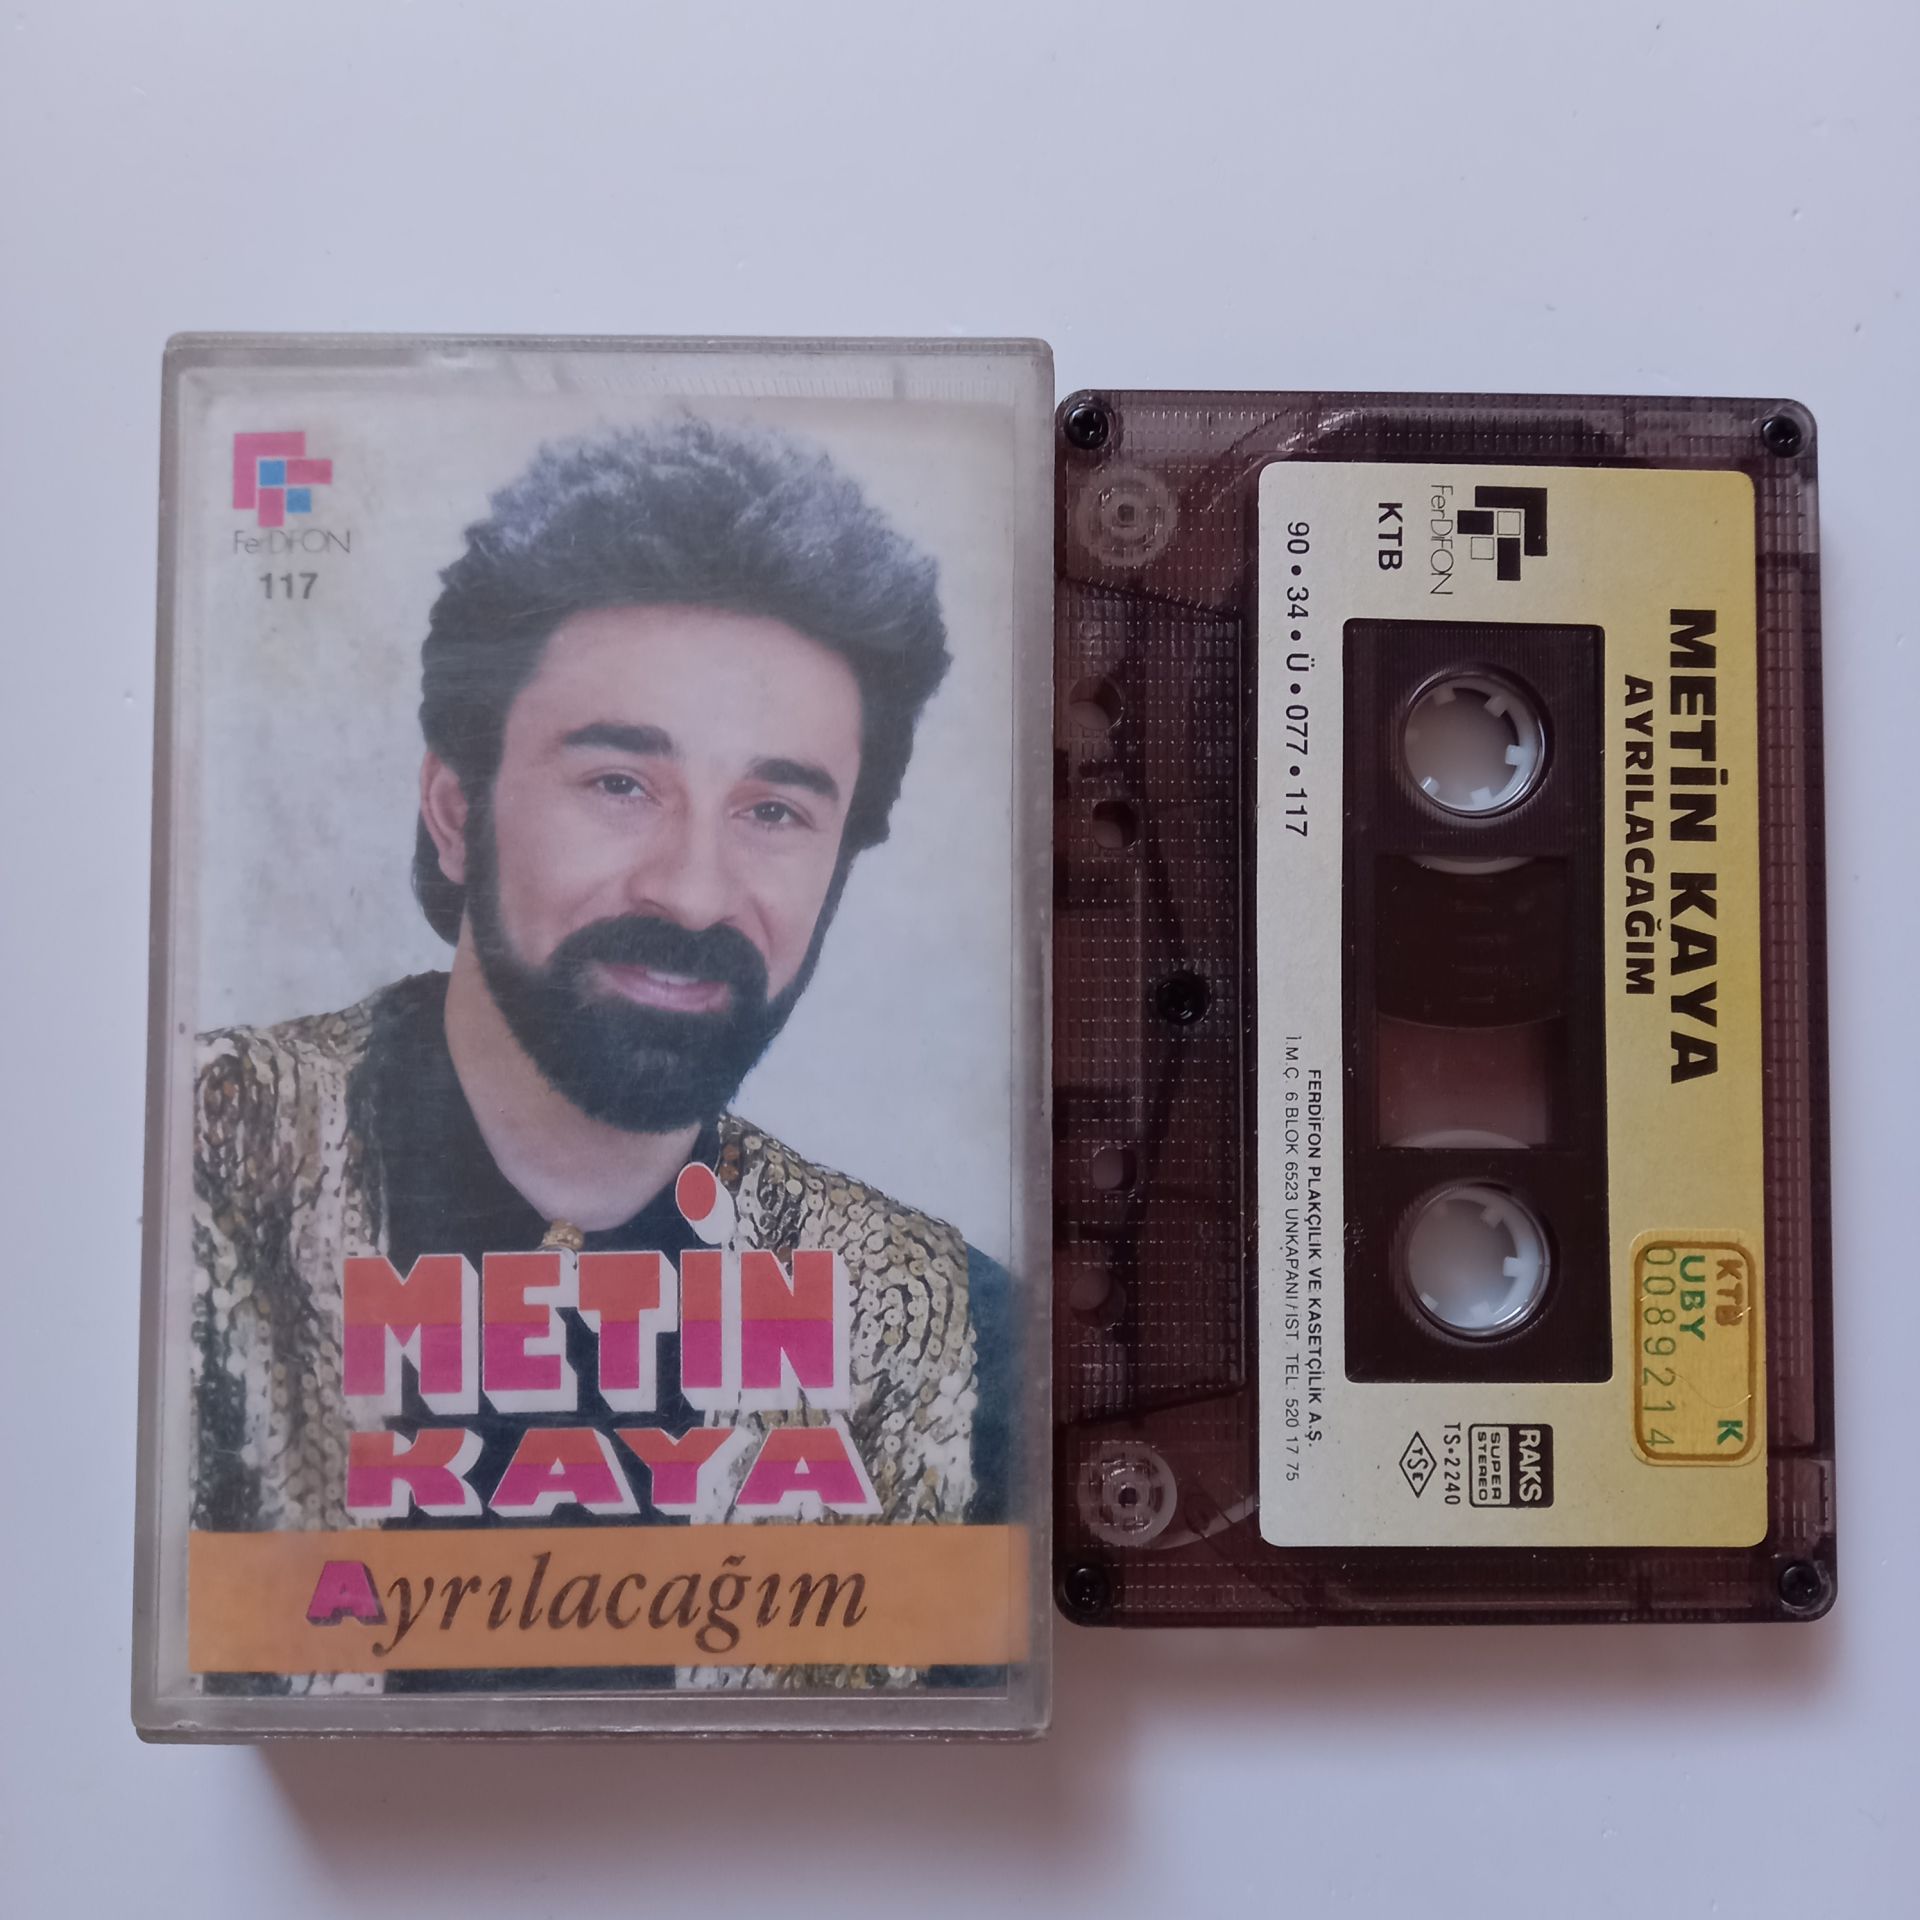 FerDiFON
117
METİN
KAYA
Ayrılacağım
METİN KAYA
AYRILACAĞIM
FerDiFON
KTB
90•34•Ü•077•117
FERDİFON PLAKÇILIK VE KASETÇİLİK A.Ş.
İ.M.Ç. 6 BLOK 6523 UNKAPANI/İST. TEL: 520 17 75
KTB K
UBY
0089214
RAKS
SUPER
STEREO
TS•2240
TSE